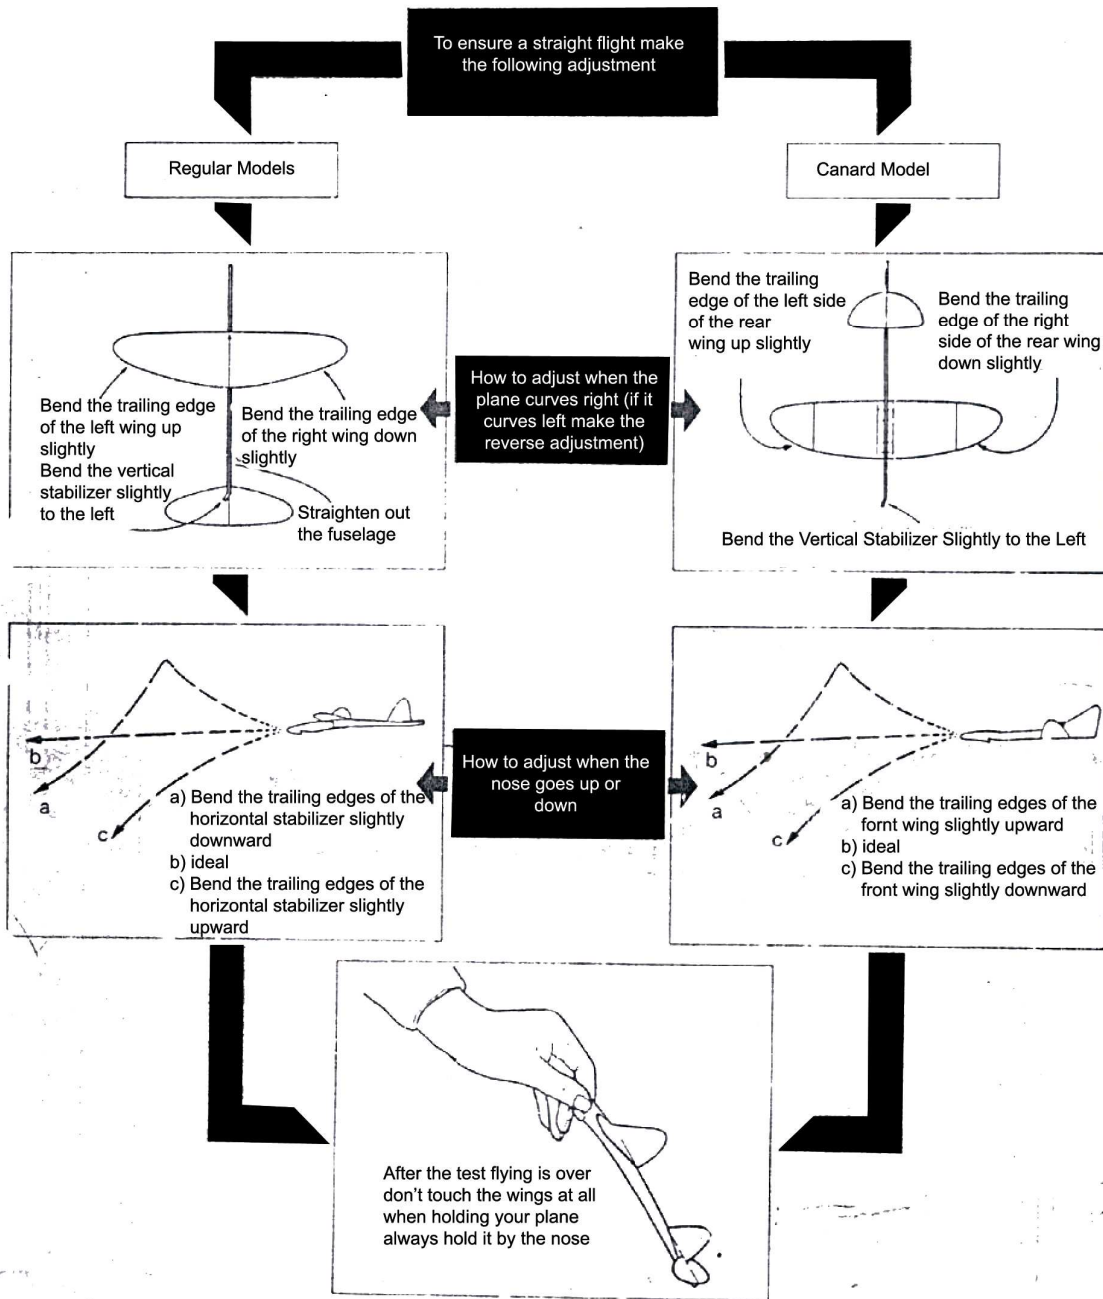 To ensure a straight flight make
the following adjustment
Regular Models
Canard Model
Bend the trailing edge
of the left wing up
slightly
Bend the vertical
stabilizer slightly
to the left
Bend the trailing edge
of the right wing down
slightly
Straighten out
the fuselage
How to adjust when the
plane curves right (if it
curves left make the
reverse adjustment)
Bend the trailing
edge of the left side
of the rear
wing up slightly
Bend the trailing
edge of the right
side of the rear wing
down slightly
Bend the Vertical Stabilizer Slightly to the Left
b
a
c
a) Bend the trailing edges of the
horizontal stabilizer slightly
downward
b) ideal
c) Bend the trailing edges of the
horizontal stabilizer slightly
upward
How to adjust when the
nose goes up or
down
b
a
c
a) Bend the trailing edges of the
fornt wing slightly upward
b) ideal
c) Bend the trailing edges of the
front wing slightly downward
After the test flying is over
don't touch the wings at all
when holding your plane
always hold it by the nose